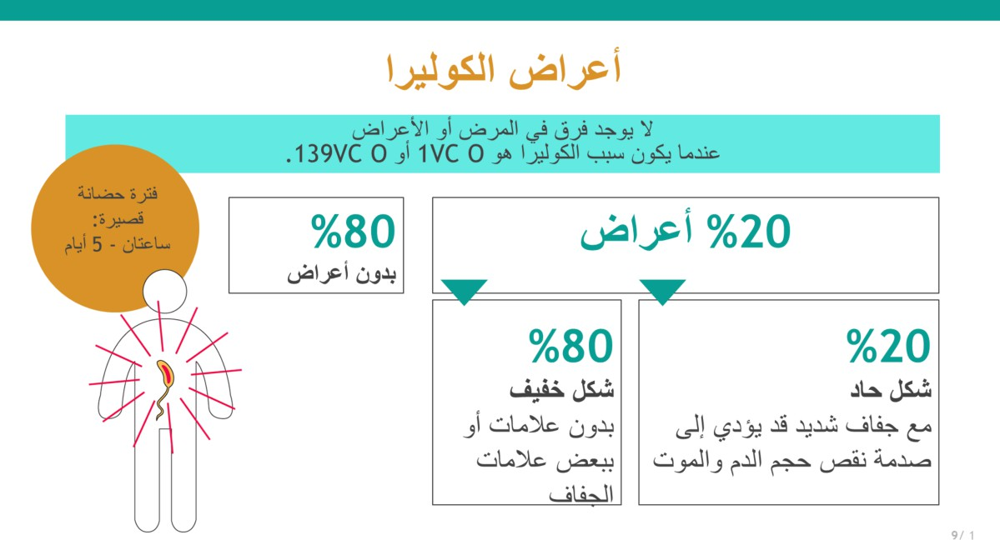 أعراض الكوليرا
لا يوجد فرق في المرض أو الأعراض
عندما يكون سبب الكوليرا هو 1VC O أو 139VC O.
فترة حضانة
قصيرة:
ساعتان - 5 أيام
%20 أعراض
%80
بدون أعراض
%20
شكل حاد
مع جفاف شديد قد يؤدي إلى
صدمة نقص حجم الدم والموت
%80
شكل خفيف
بدون علامات أو
ببعض علامات
الجفاف
9/ 1